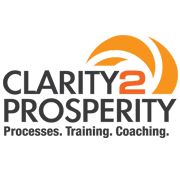 CLARITY2
PROSPERITY
Processes. Training. Coaching.